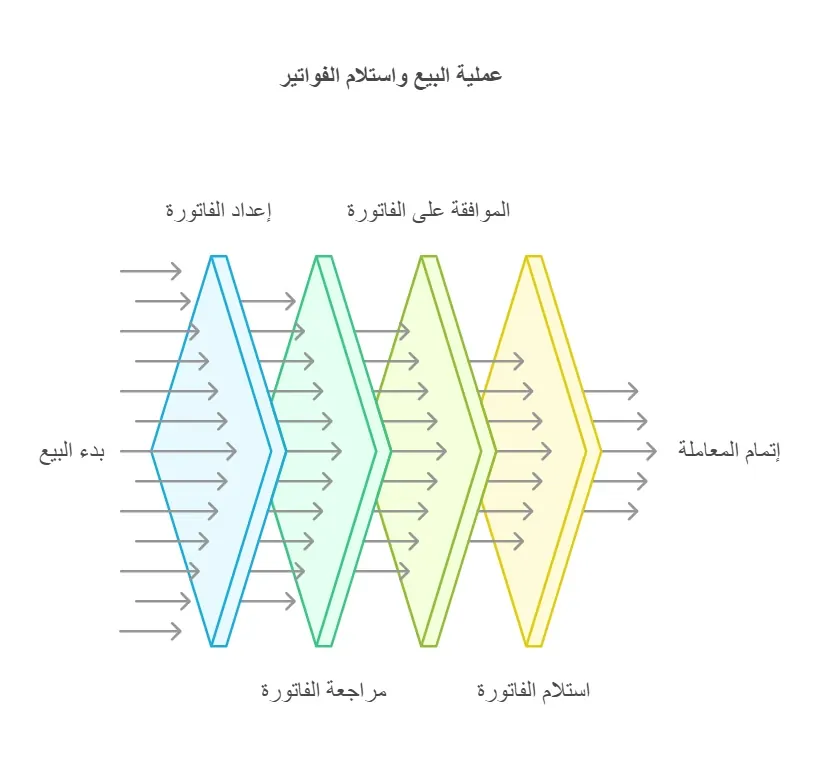 عملية البيع واستلام الفواتير
إعداد الفاتورة
الموافقة على الفاتورة
بدء البيع
إتمام المعاملة
مراجعة الفاتورة
استلام الفاتورة